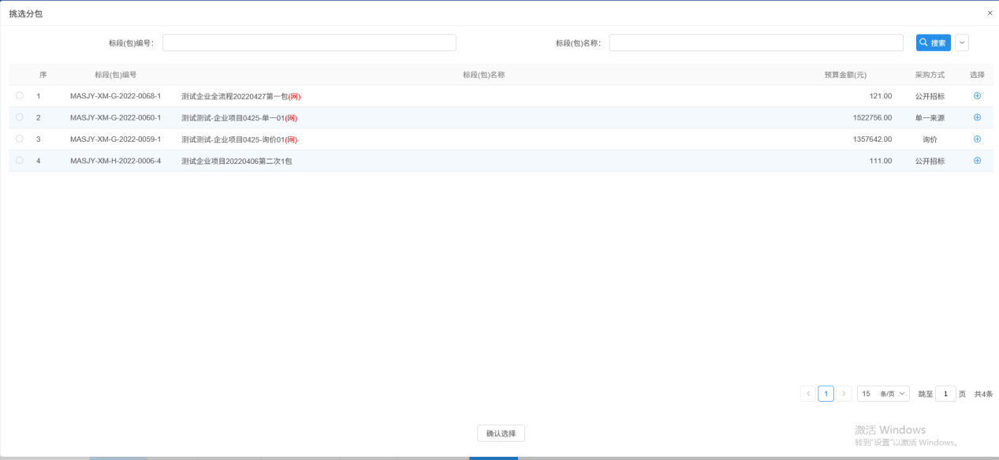 挑选分包
×
标段(包)编号： 标段(包)名称： 搜索
序 标段(包)编号 标段(包)名称 预算金额(元) 采购方式 选择
1 MASJY-XM-G-2022-0068-1 测试企业全流程20220427第一包(网) 121.00 公开招标
2 MASJY-XM-G-2022-0060-1 测试测试-企业项目0425-单一01(网) 1522756.00 单一来源
3 MASJY-XM-G-2022-0059-1 测试测试-企业项目0425-询价01(网) 1357642.00 询价
4 MASJY-XM-H-2022-0006-4 测试企业项目20220406第二次1包 111.00 公开招标
1 15 条/页 跳至 1 页 共4条
确认选择
激活 Windows
转到"设置"以激活 Windows。